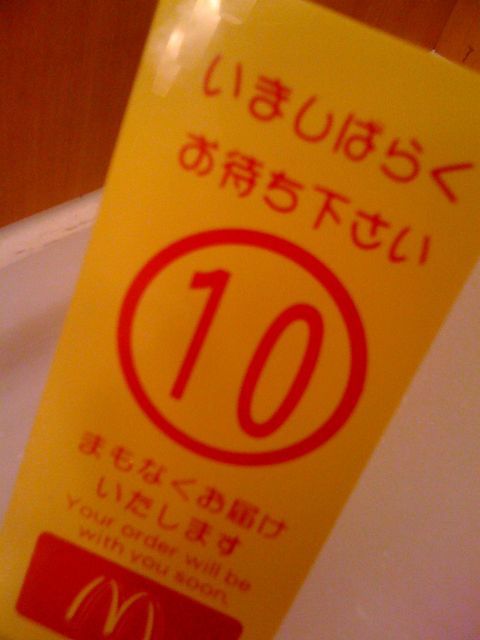 いましばらく
お待ち下さい
10
まもなくお届け
いたします
Your order will be
with you soon.